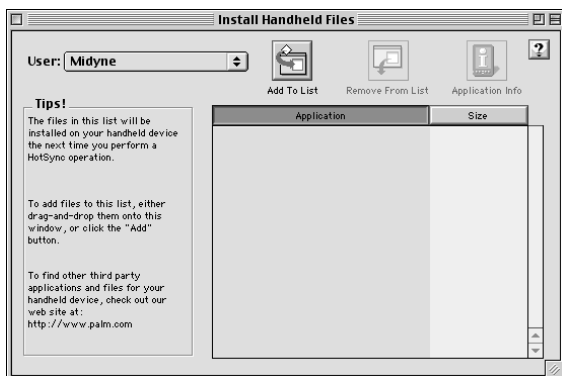 Install Handheld Files
User: Midyne
?
Add To List
Remove From List
Application Info
Tips!
The files in this list will be
installed on your handheld device
the next time you perform a
HotSync operation.
To add files to this list, either
drag-and-drop them onto this
window, or click the "Add"
button.
To find other third party
applications and files for your
handheld device, check out our
web site at:
http://www.palm.com
Application
Size